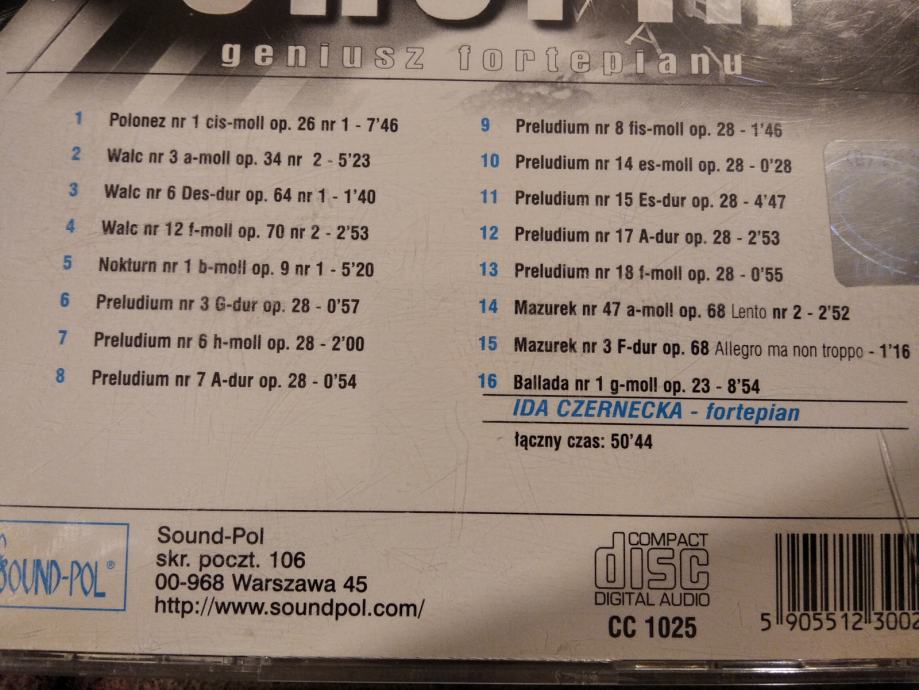 geniusz fortepianu
1 Polonez nr 1 cis-moll op. 26 nr 1 - 7'46
2 Walc nr 3 a-moll op. 34 nr 2 - 5'23
3 Walc nr 6 Des-dur op. 64 nr 1 - 1'40
4 Walc nr 12 f-moll op. 70 nr 2 - 2'53
5 Nokturn nr 1 b-moll op. 9 nr 1 - 5'20
6 Preludium nr 3 G-dur op. 28 - 0'57
7 Preludium nr 6 h-moll op. 28 - 2'00
8 Preludium nr 7 A-dur op. 28 - 0'54
9 Preludium nr 8 fis-moll op. 28 - 1'46
10 Preludium nr 14 es-moll op. 28 - 0'28
11 Preludium nr 15 Es-dur op. 28 - 4'47
12 Preludium nr 17 A-dur op. 28 - 2'53
13 Preludium nr 18 f-moll op. 28 - 0'55
14 Mazurek nr 47 a-moll op. 68 Lento nr 2 - 2'52
15 Mazurek nr 3 F-dur op. 68 Allegro ma non troppo - 1'16
16 Ballada nr 1 g-moll op. 23 - 8'54
IDA CZERNECKA - fortepian
łączny czas: 50'44
SOUND-POL®
Sound-Pol
skr. poczt. 106
00-968 Warszawa 45
http://www.soundpol.com/
COMPACT
disc
DIGITAL AUDIO
CC 1025
5 905512 3002